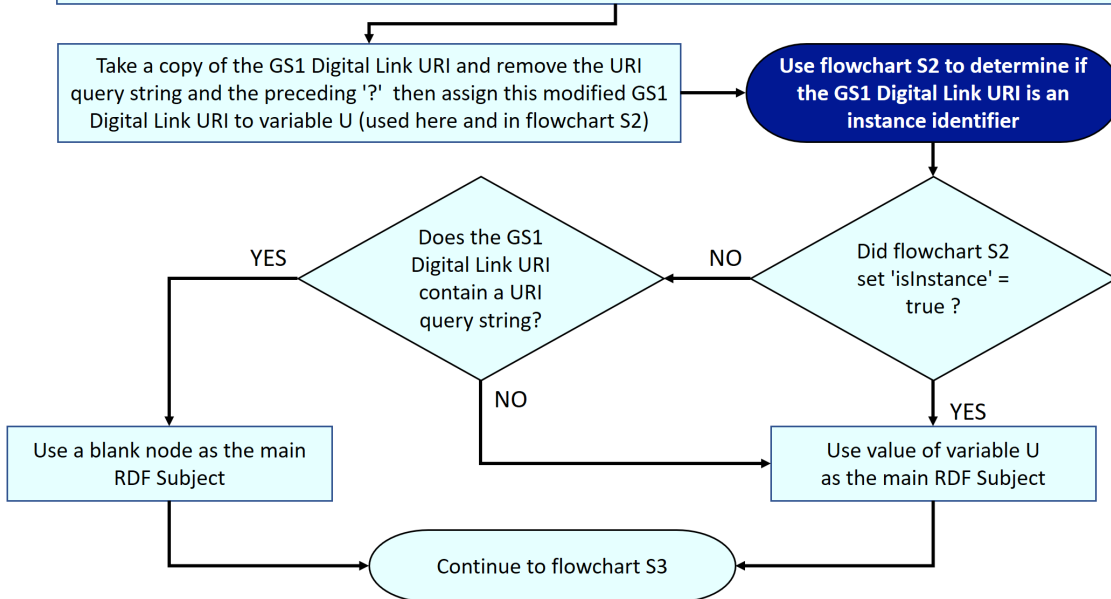 Take a copy of the GS1 Digital Link URI and remove the URI
query string and the preceding '?'  then assign this modified GS1
Digital Link URI to variable U (used here and in flowchart S2)
Use flowchart S2 to determine if
the GS1 Digital Link URI is an
instance identifier
Did flowchart S2
set 'isInstance' =
true ?
NO
YES
Does the GS1
Digital Link URI
contain a URI
query string?
YES
NO
Use a blank node as the main
RDF Subject
Use value of variable U
as the main RDF Subject
Continue to flowchart S3